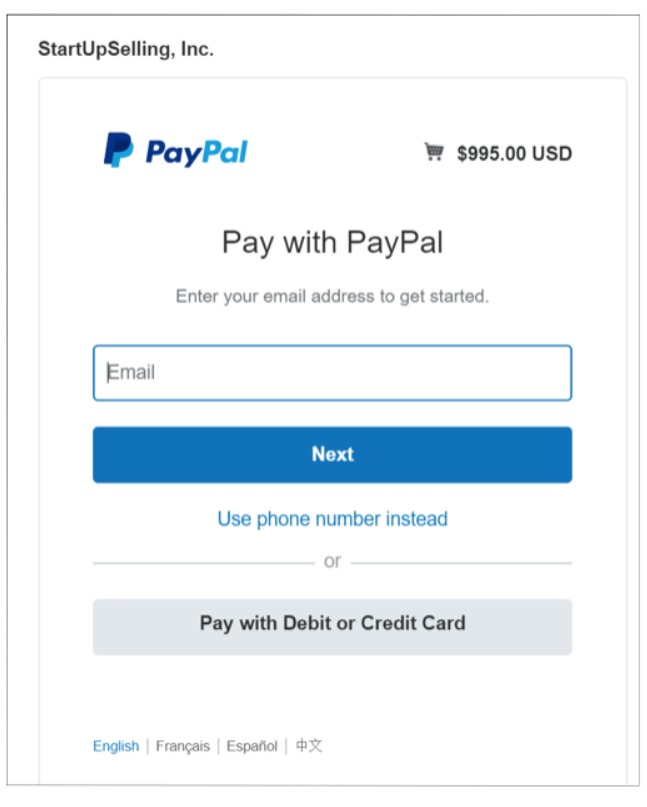 StartUpSelling, Inc.
PayPal
$995.00 USD
Pay with PayPal
Enter your email address to get started.
Email
Next
Use phone number instead
or
Pay with Debit or Credit Card
English | Français | Español | 中文